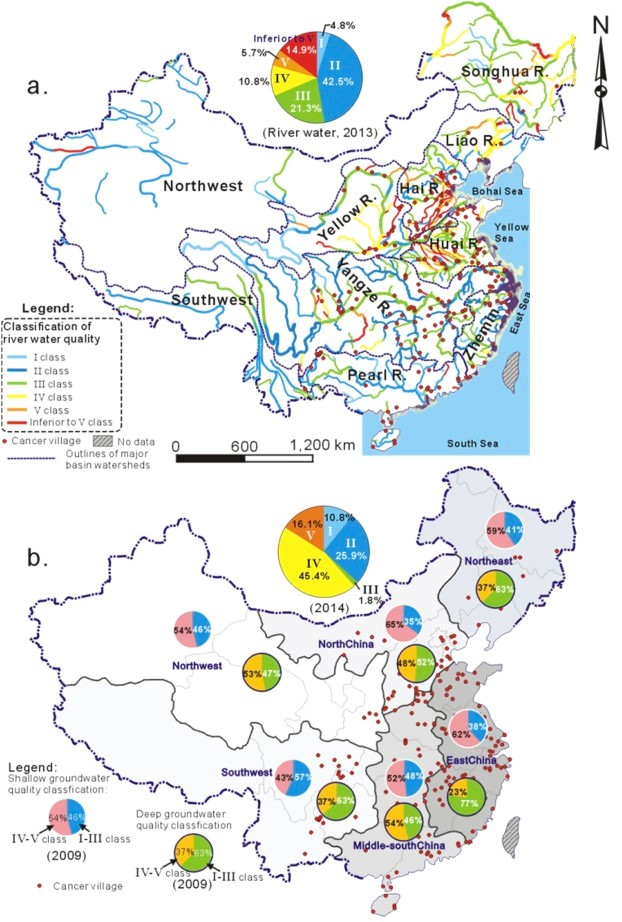 a.
Inferior to V
4.8%
I
14.9%
5.7%
V
II
42.5%
10.8%
IV
III
21.3%
(River water, 2013)
N
Songhua R.
Liao R.
Northwest
Hai R.
Bohai Sea
Yellow R.
Yellow
Sea
Huai R.
Southwest
Yangze R.
East Sea
Zhemin
Pearl R.
South Sea
Legend:
Classification of
river water quality
I class
II class
III class
IV class
V class
Inferior to V class
Cancer village
No data
Outlines of major
basin watersheds
0 600 1,200 km
b.
16.1%
10.8%
V
I
II
25.9%
IV
45.4%
III
1.8%
(2014)
59% 41%
Northeast
37% 63%
54% 46%
Northwest
53% 47%
65% 35%
NorthChina
48% 52%
38%
62%
EastChina
23%
77%
Southwest
43% 57%
37% 63%
52% 48%
54% 46%
Middle-southChina
Legend:
Shallow groundwater
quality classfication:
54% 46%
IV-V class
I-III class
(2009)
Deep groundwater
quality classfication
37% 63%
IV-V class
I-III class
(2009)
Cancer village